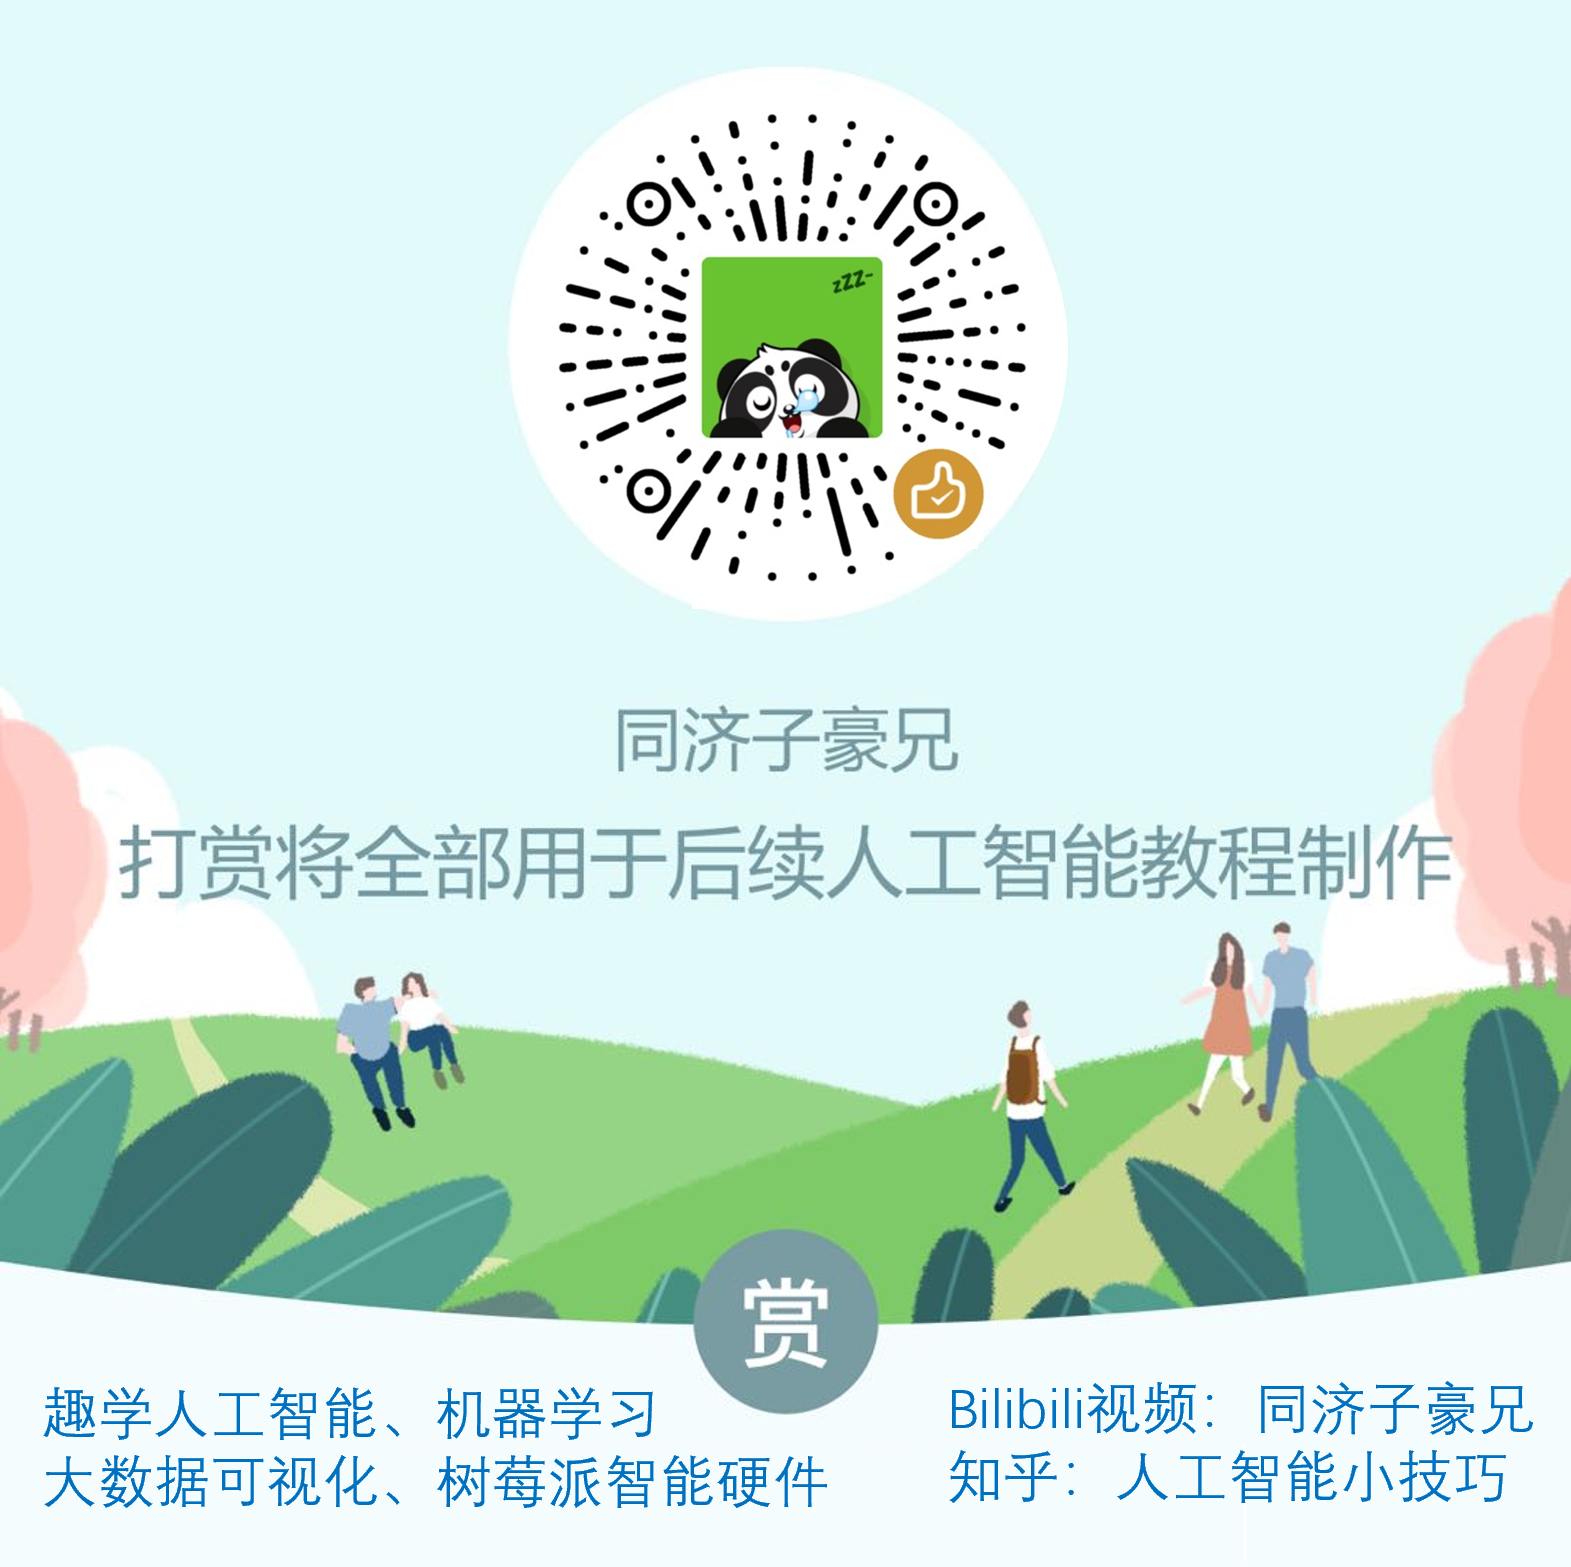 zZZ~
同济子豪兄
打赏将全部用于后续人工智能教程制作
赏
趣学人工智能、机器学习
大数据可视化、树莓派智能硬件
Bilibili视频：同济子豪兄
知乎：人工智能小技巧